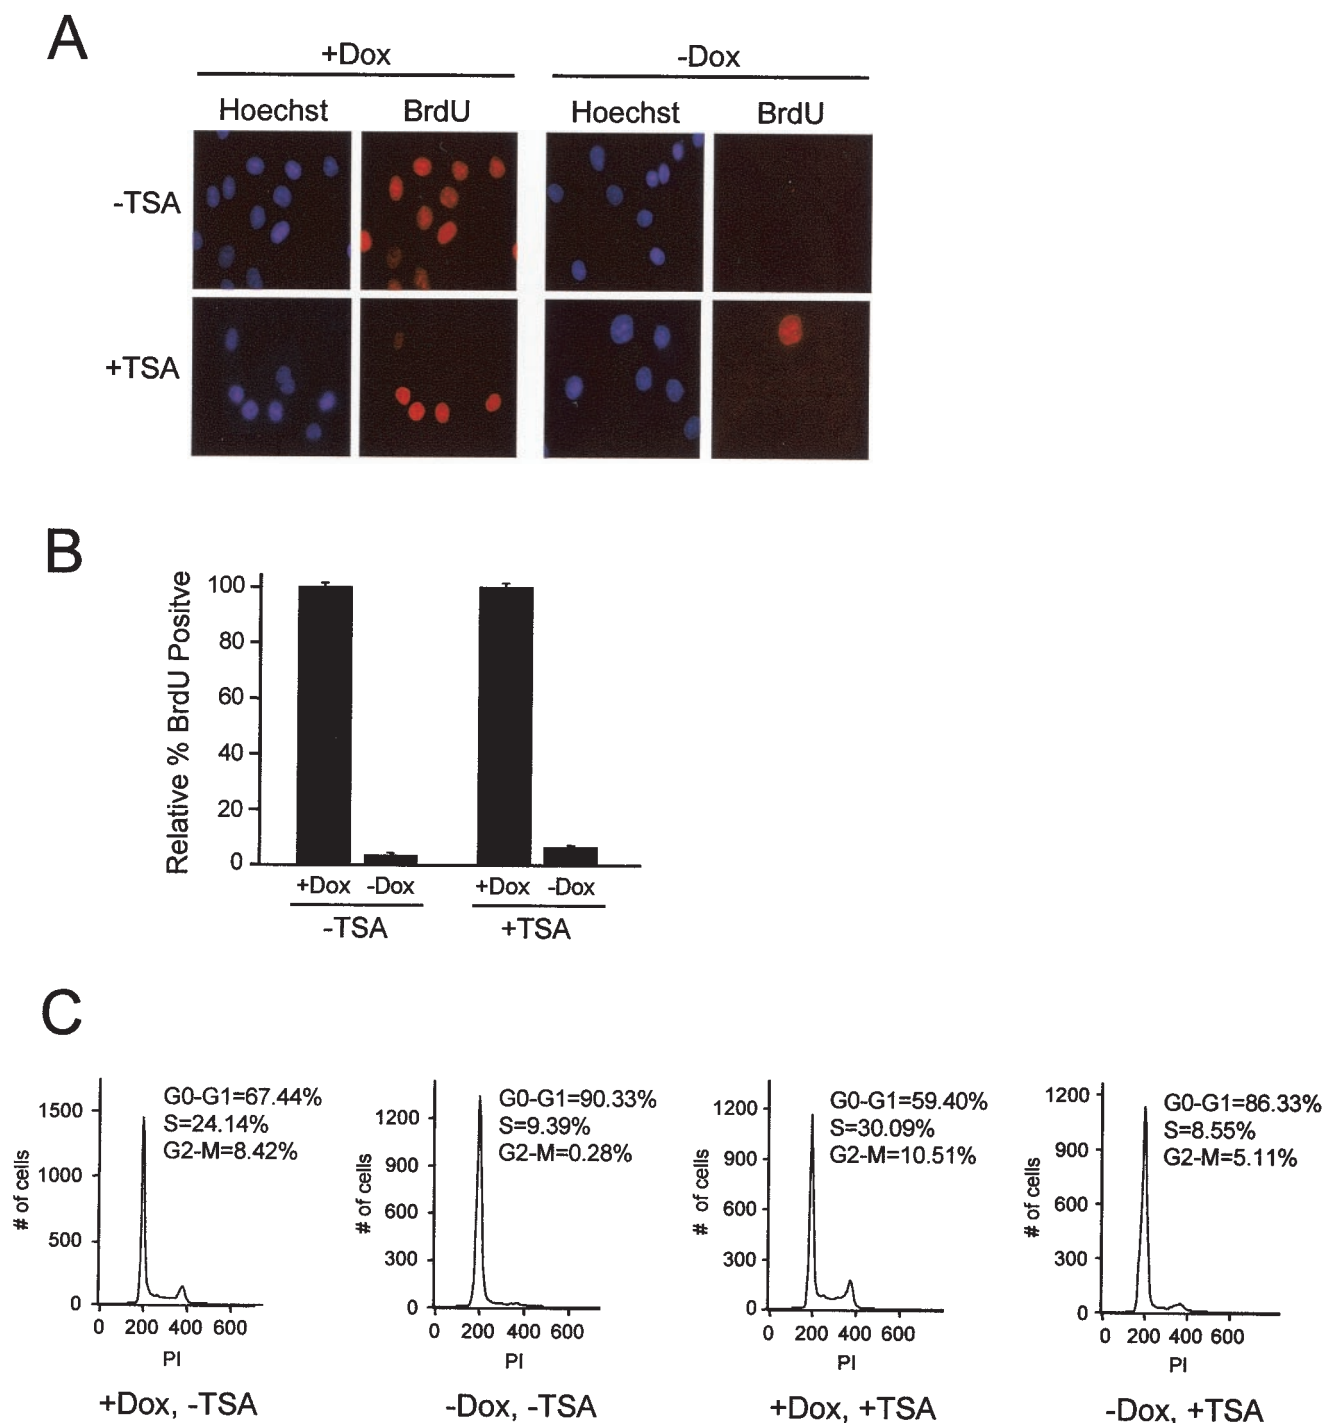 A
+Dox
-Dox
Hoechst
BrdU
Hoechst
BrdU
-TSA
+TSA
B
Relative % BrdU Positve
100
80
60
40
20
0
+Dox
-Dox
+Dox
-Dox
-TSA
+TSA
C
# of cells
1500
1000
500
0
G0-G1=67.44%
S=24.14%
G2-M=8.42%
0 200 400 600
PI
+Dox, -TSA
# of cells
1200
900
600
300
0
G0-G1=90.33%
S=9.39%
G2-M=0.28%
0 200 400 600
PI
-Dox, -TSA
# of cells
1200
900
600
300
0
G0-G1=59.40%
S=30.09%
G2-M=10.51%
0 200 400 600
PI
+Dox, +TSA
# of cells
1200
900
600
300
0
G0-G1=86.33%
S=8.55%
G2-M=5.11%
0 200 400 600
PI
-Dox, +TSA